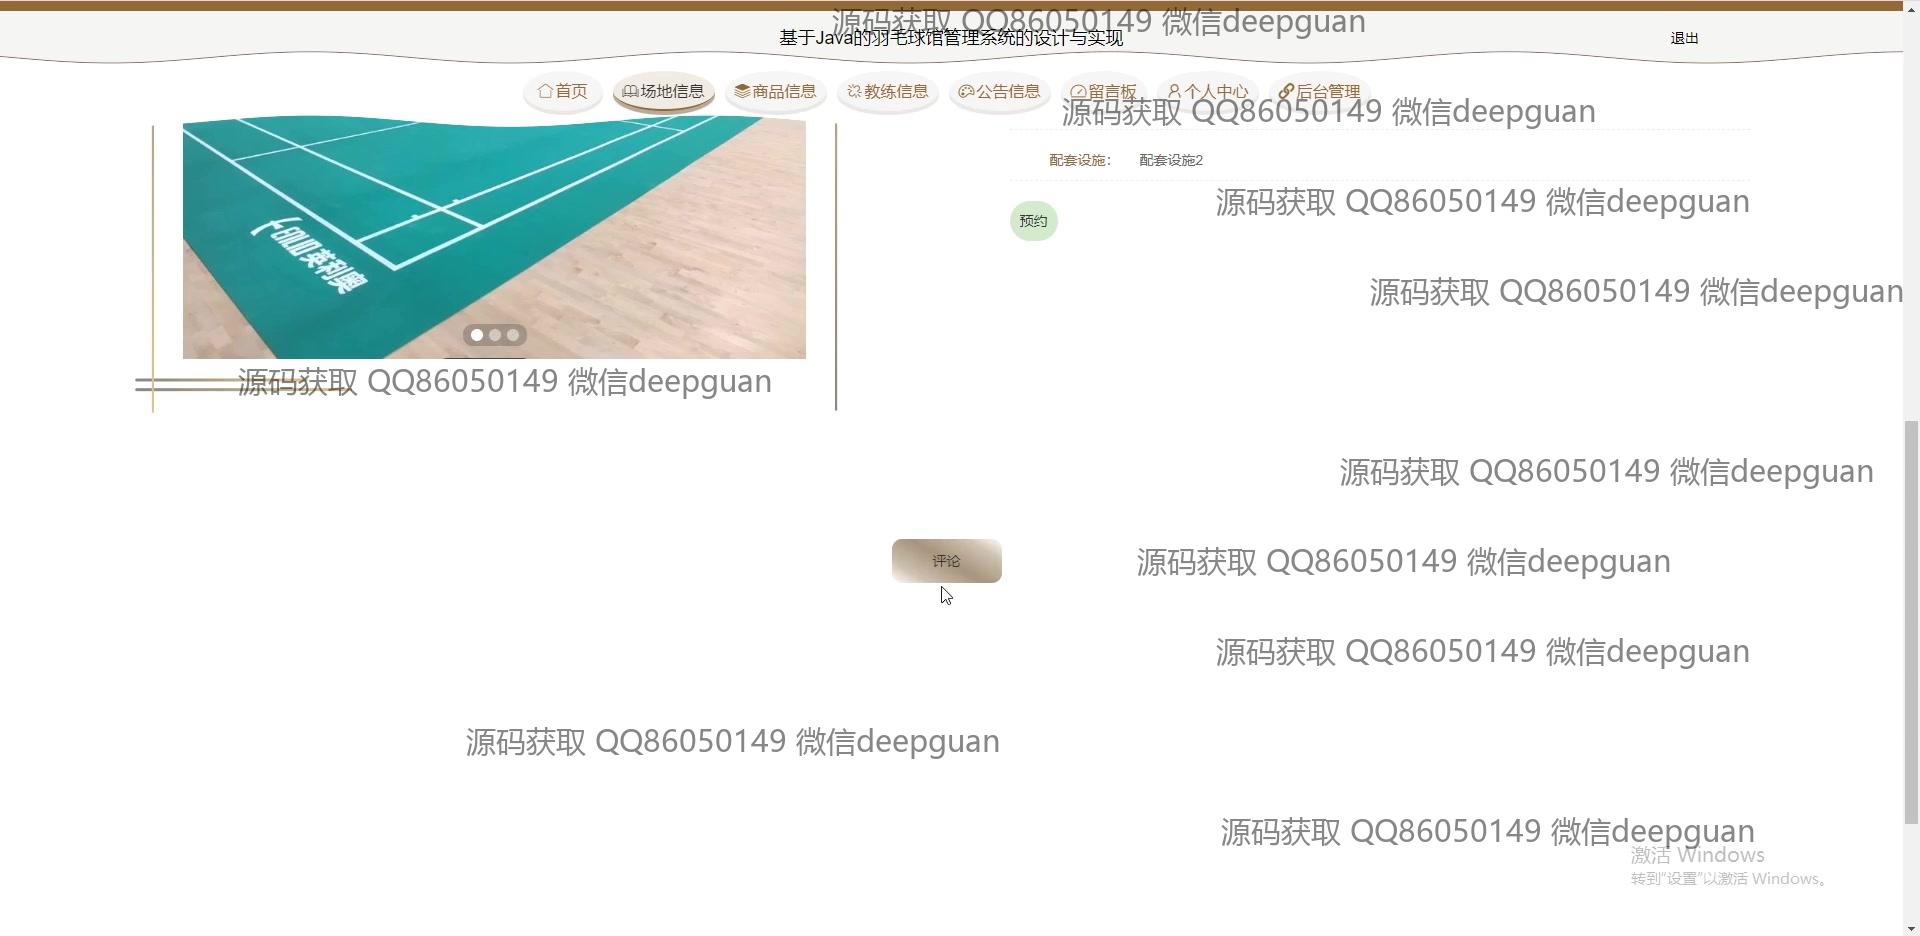 源码获取 QQ86050149 微信deepguan
基于Java的羽毛球馆管理系统的设计与实现
退出
首页
场地信息
商品信息
教练信息
公告信息
留言板
个人中心
后台管理
源码获取 QQ86050149 微信deepguan
配套设施：
配套设施2
源码获取 QQ86050149 微信deepguan
预约
ENLIO英利奥
源码获取 QQ86050149 微信deepguan
源码获取 QQ86050149 微信deepguan
源码获取 QQ86050149 微信deepguan
评论
源码获取 QQ86050149 微信deepguan
源码获取 QQ86050149 微信deepguan
源码获取 QQ86050149 微信deepguan
源码获取 QQ86050149 微信deepguan
激活 Windows
转到"设置"以激活 Windows。